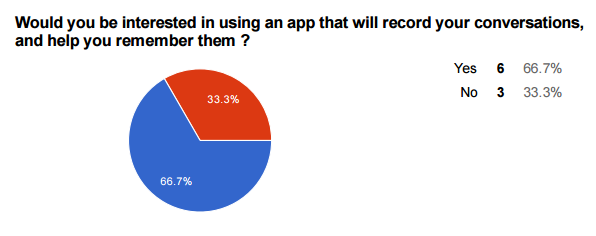 Would you be interested in using an app that will record your conversations,
and help you remember them ?
Yes 6 66.7%
No 3 33.3%
33.3%
66.7%